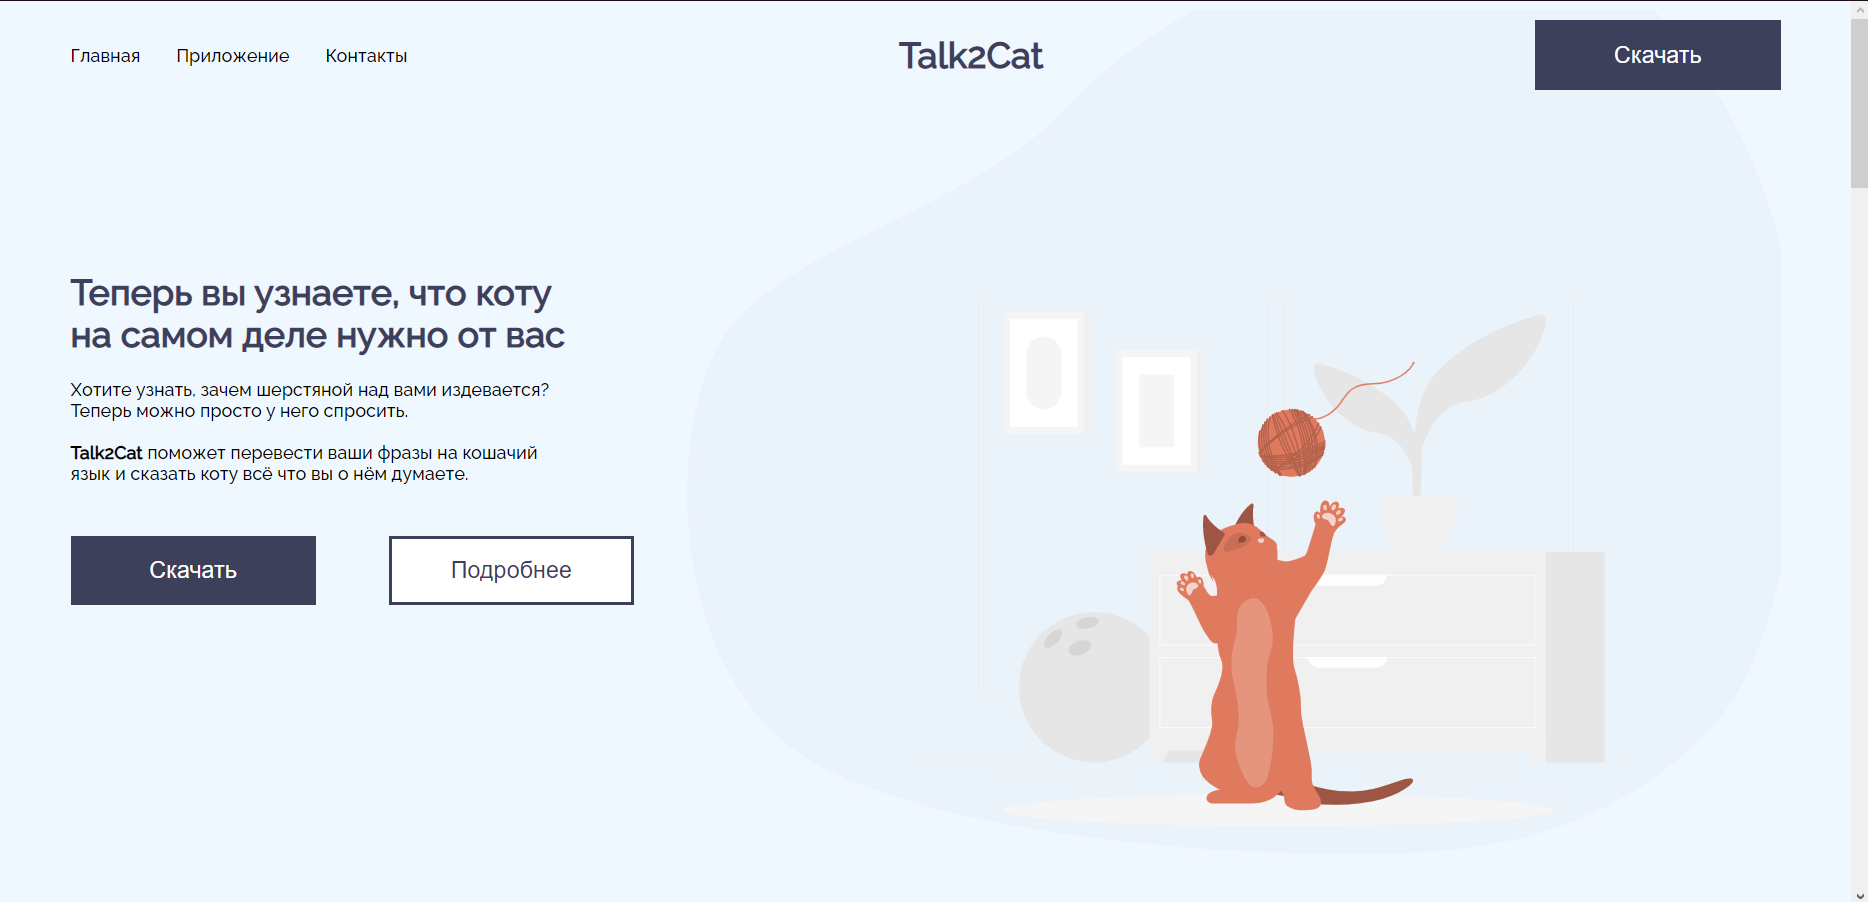 Главная
Приложение
Контакты
Talk2Cat
Скачать
Теперь вы узнаете, что коту
на самом деле нужно от вас
Хотите узнать, зачем шерстяной над вами издевается?
Теперь можно просто у него спросить.
Talk2Cat поможет перевести ваши фразы на кошачий
язык и сказать коту всё что вы о нём думаете.
Скачать
Подробнее